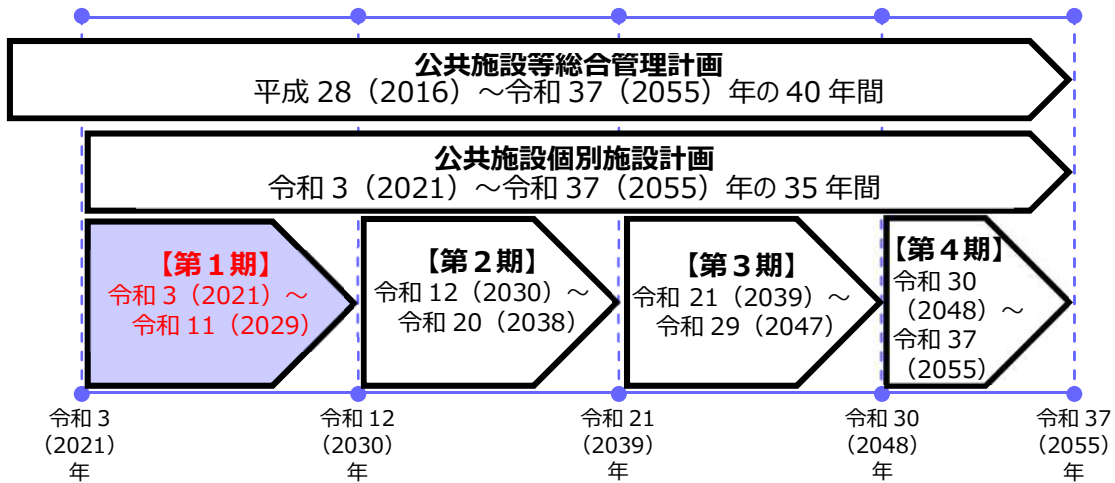 公共施設等総合管理計画
平成 28（2016）～令和 37（2055）年の 40 年間
公共施設個別施設計画
令和 3（2021）～令和 37（2055）年の 35 年間
【第１期】
令和 3（2021）～
令和 11（2029）
【第２期】
令和 12（2030）～
令和 20（2038）
【第３期】
令和 21（2039）～
令和 29（2047）
【第４期】
令和 30
（2048）～
令和 37
（2055）
令和 3
（2021）
年
令和 12
（2030）
年
令和 21
（2039）
年
令和 30
（2048）
年
令和 37
（2055）
年